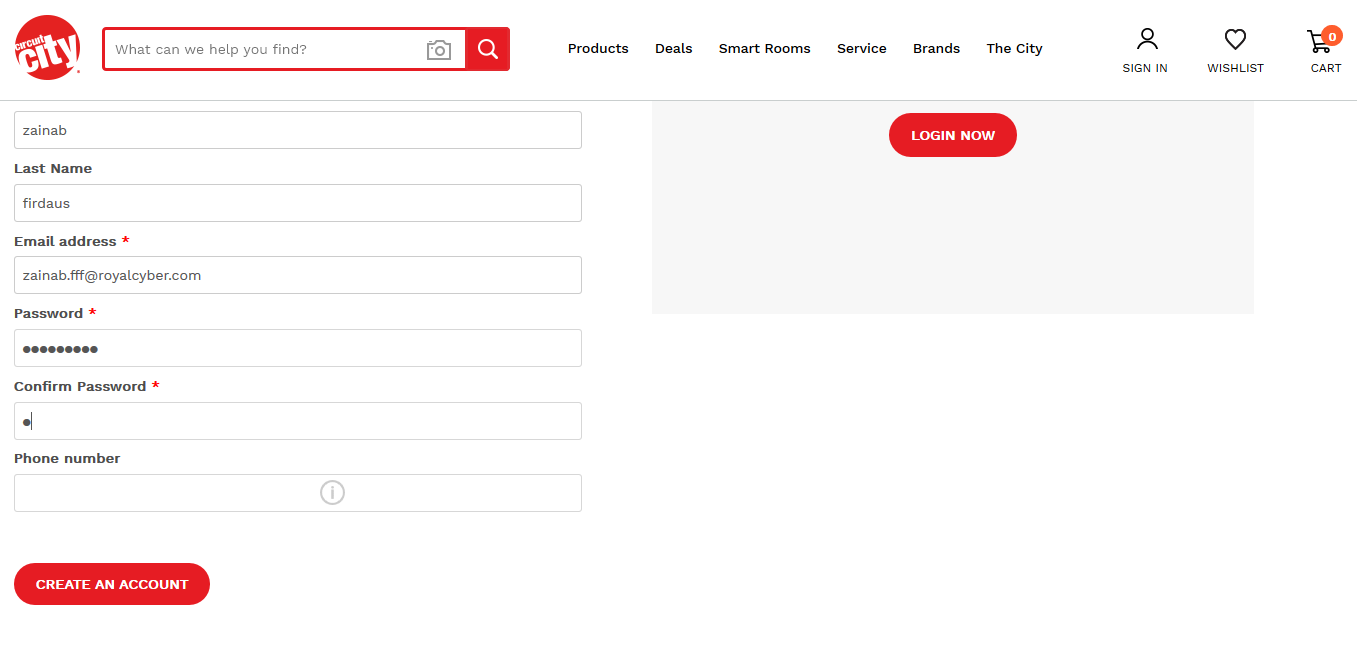 circuit
city
What can we help you find?
Products
Deals
Smart Rooms
Service
Brands
The City
SIGN IN
WISHLIST
0
CART
zainab
LOGIN NOW
Last Name
firdaus
Email address *
zainab.fff@royalcyber.com
Password *
●●●●●●●●●
Confirm Password *
●
Phone number
i
CREATE AN ACCOUNT